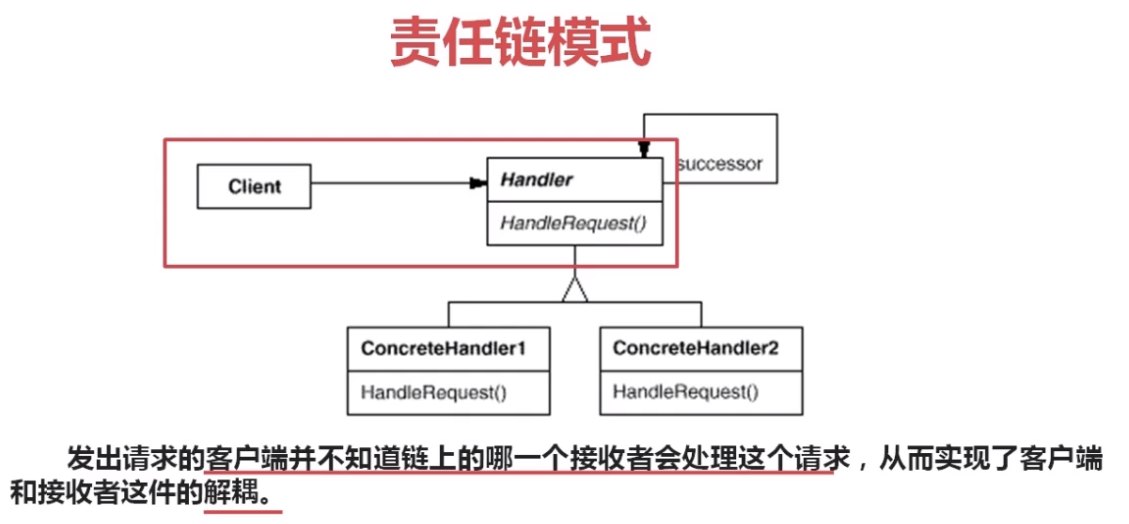 责任链模式
successor
Client
Handler
HandleRequest()
ConcreteHandler1
HandleRequest()
ConcreteHandler2
HandleRequest()
发出请求的客户端并不知道链上的哪一个接收者会处理这个请求，从而实现了客户端
和接收者这件的解耦。